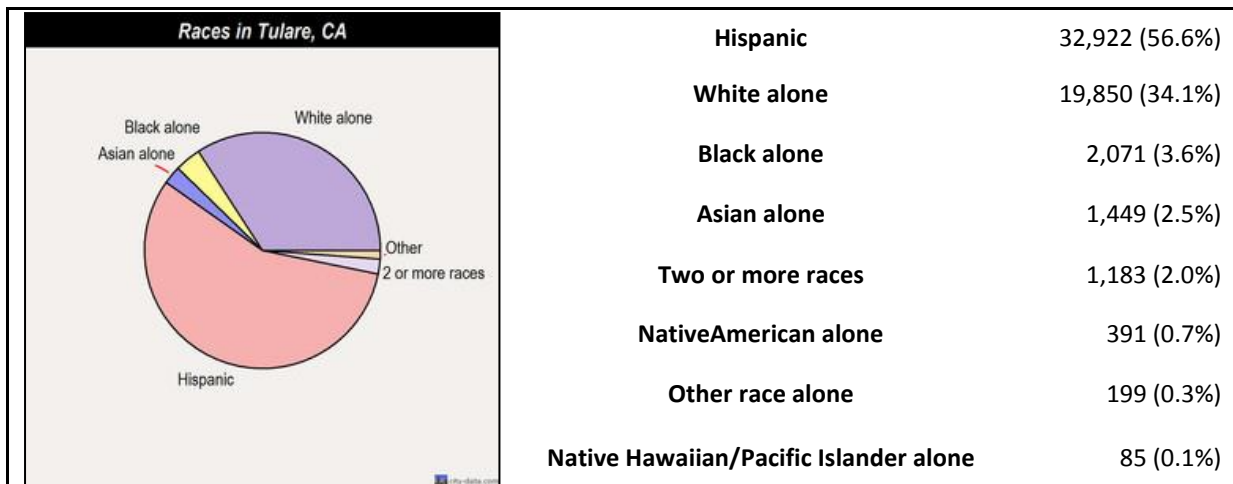 Races in Tulare, CA
White alone
Black alone
Asian alone
Other
2 or more races
Hispanic
city-data.com
Hispanic 32,922 (56.6%)
White alone 19,850 (34.1%)
Black alone 2,071 (3.6%)
Asian alone 1,449 (2.5%)
Two or more races 1,183 (2.0%)
NativeAmerican alone 391 (0.7%)
Other race alone 199 (0.3%)
Native Hawaiian/Pacific Islander alone 85 (0.1%)